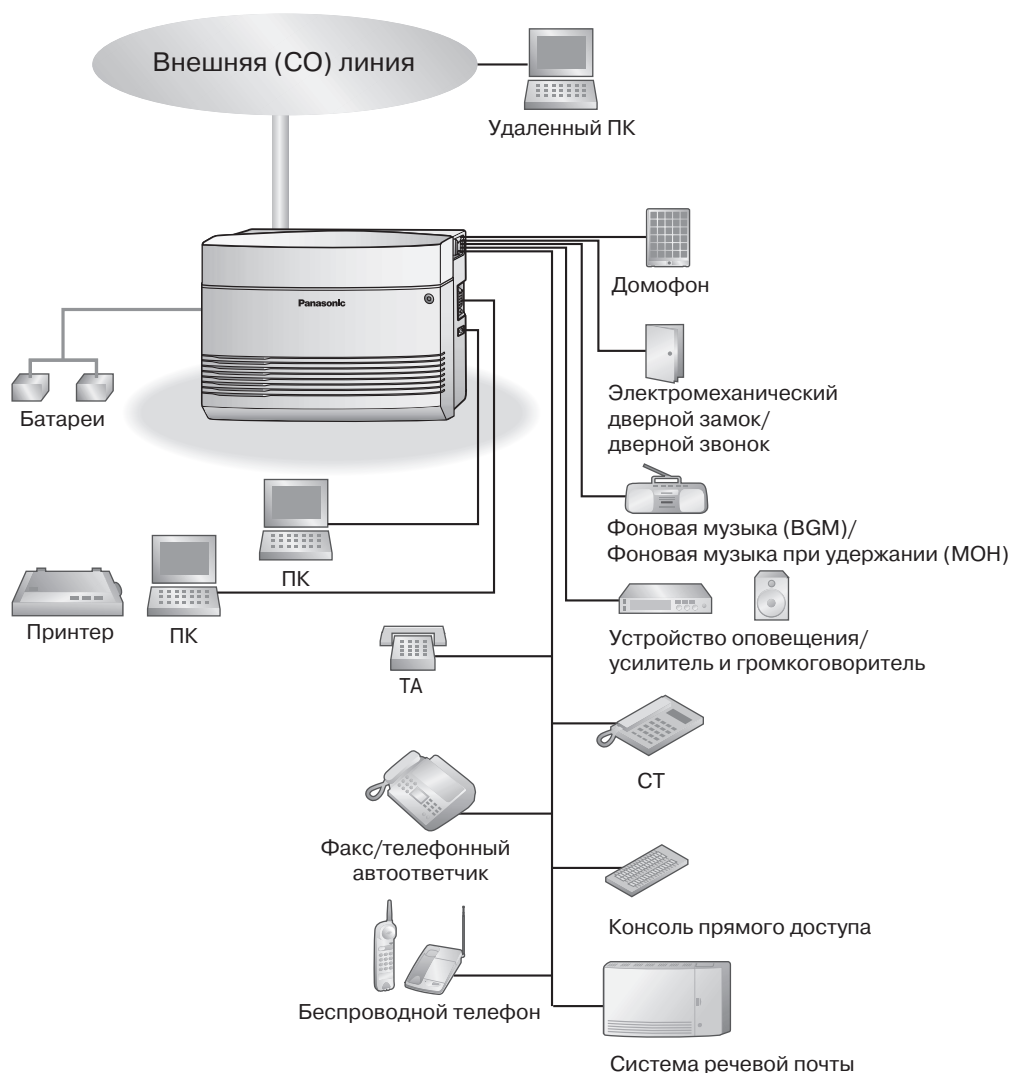 Внешняя (CO) линия
Удаленный ПК
Домофон
Panasonic
Электромеханический
дверной замок/
дверной звонок
Батареи
Фоновая музыка (BGM)/
Фоновая музыка при удержании (MOH)
ПК
Принтер
ПК
Устройство оповещения/
усилитель и громкоговоритель
ТА
СТ
Факс/телефонный
автоответчик
Консоль прямого доступа
Беспроводной телефон
Система речевой почты